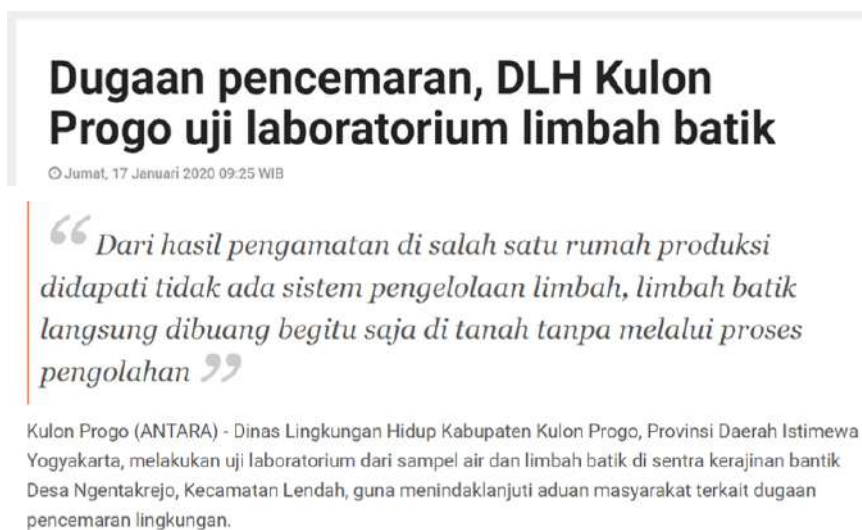 Dugaan pencemaran, DLH Kulon
Progo uji laboratorium limbah batik
Jumat, 17 Januari 2020 09:25 WIB
“ Dari hasil pengamatan di salah satu rumah produksi
didapati tidak ada sistem pengelolaan limbah, limbah batik
langsung dibuang begitu saja di tanah tanpa melalui proses
pengolahan ”
Kulon Progo (ANTARA) - Dinas Lingkungan Hidup Kabupaten Kulon Progo, Provinsi Daerah Istimewa
Yogyakarta, melakukan uji laboratorium dari sampel air dan limbah batik di sentra kerajinan bantik
Desa Ngentakrejo, Kecamatan Lendah, guna menindaklanjuti aduan masyarakat terkait dugaan
pencemaran lingkungan.